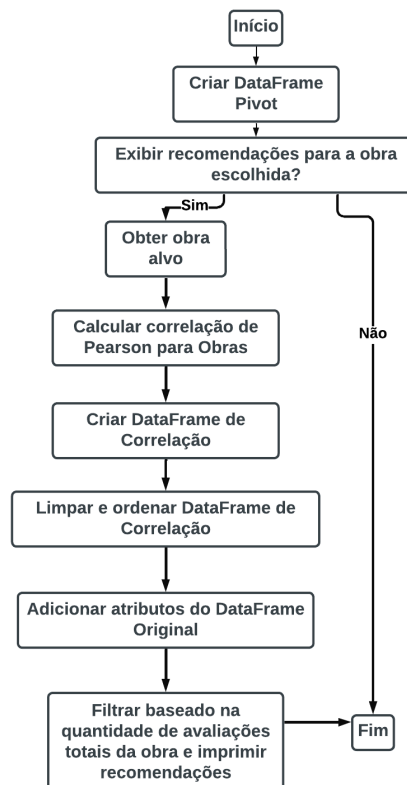 Início
Criar DataFrame
Pivot
Exibir recomendações para a obra
escolhida?
Sim
Obter obra
alvo
Calcular correlação de
Pearson para Obras
Não
Criar DataFrame de
Correlação
Limpar e ordenar DataFrame de
Correlação
Adicionar atributos do DataFrame
Original
Filtrar baseado na
quantidade de avaliações
totais da obra e imprimir
recomendações
Fim